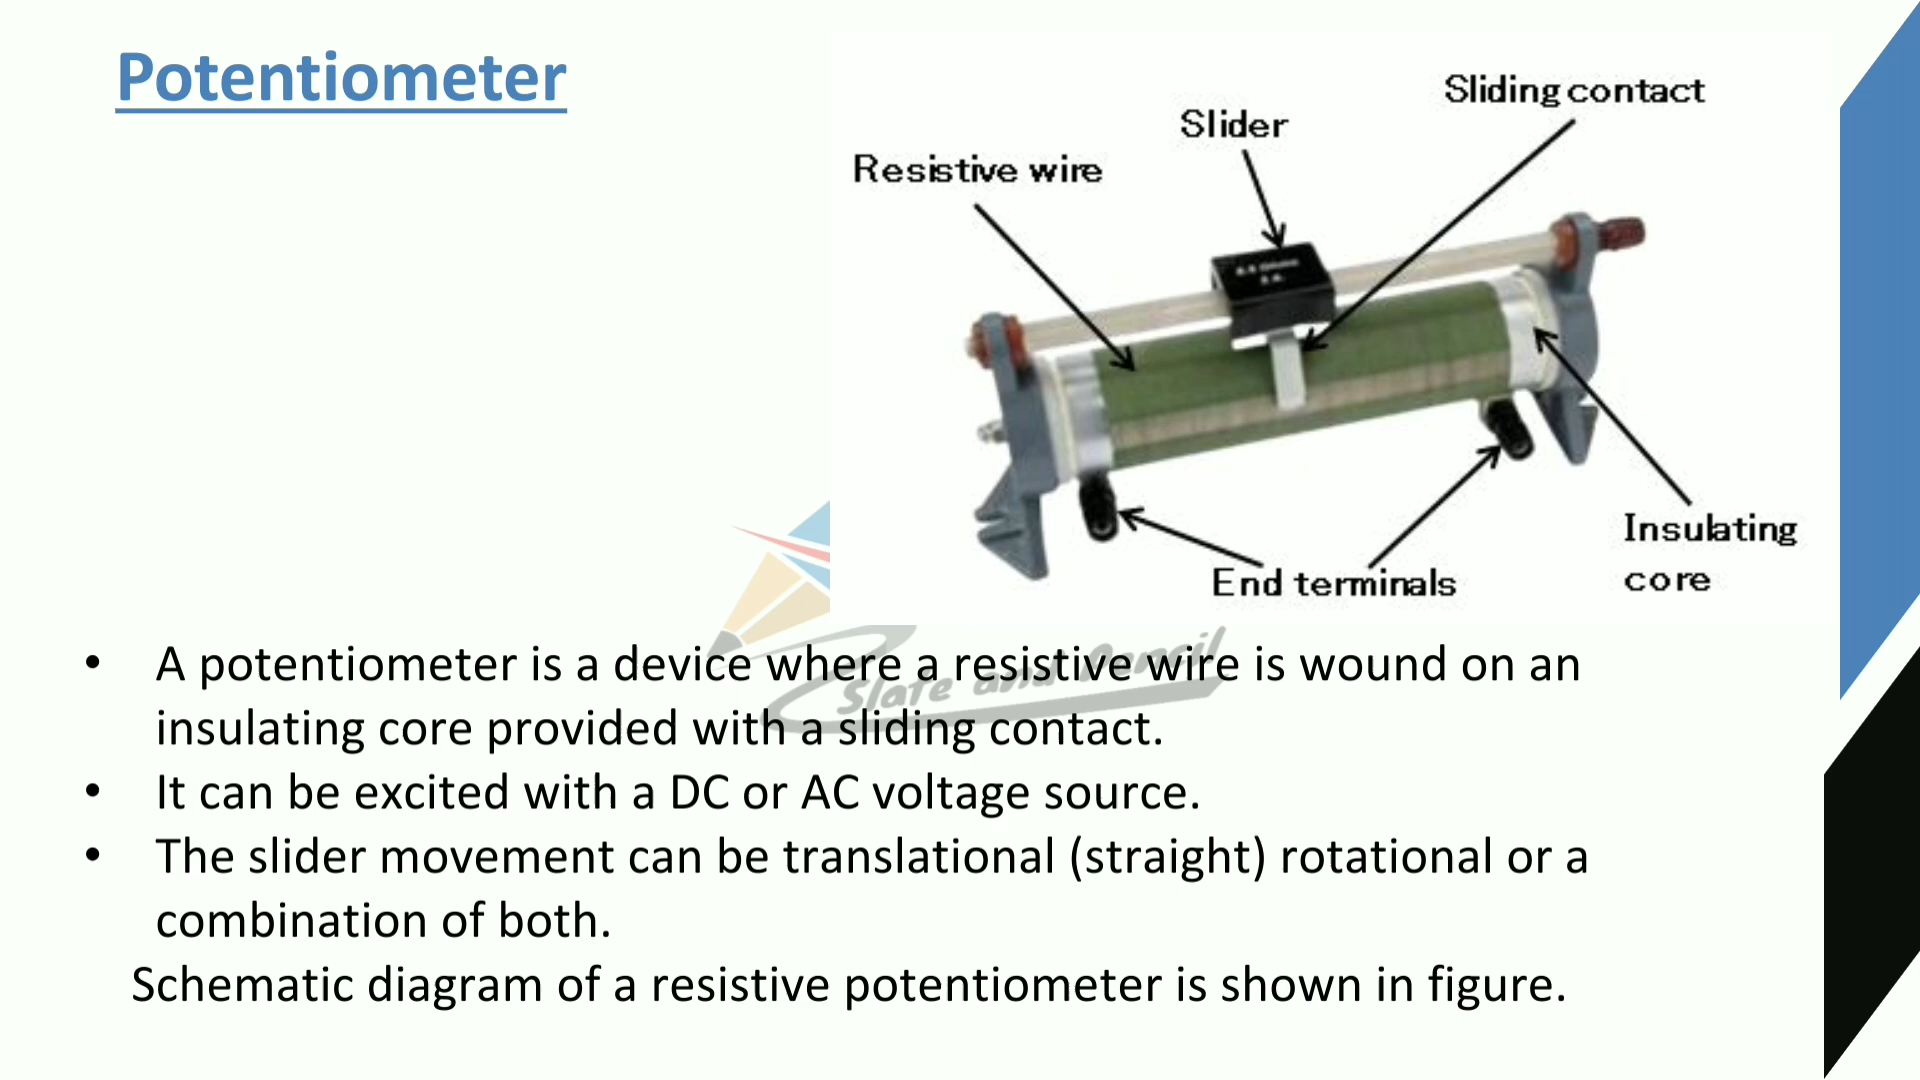 Potentiometer
Sliding contact
Slider
Resistive wire
Insulating
core
End terminals
• A potentiometer is a device where a resistive wire is wound on an
insulating core provided with a sliding contact.
• It can be excited with a DC or AC voltage source.
• The slider movement can be translational (straight) rotational or a
combination of both.
Schematic diagram of a resistive potentiometer is shown in figure.
Slate and Pencil